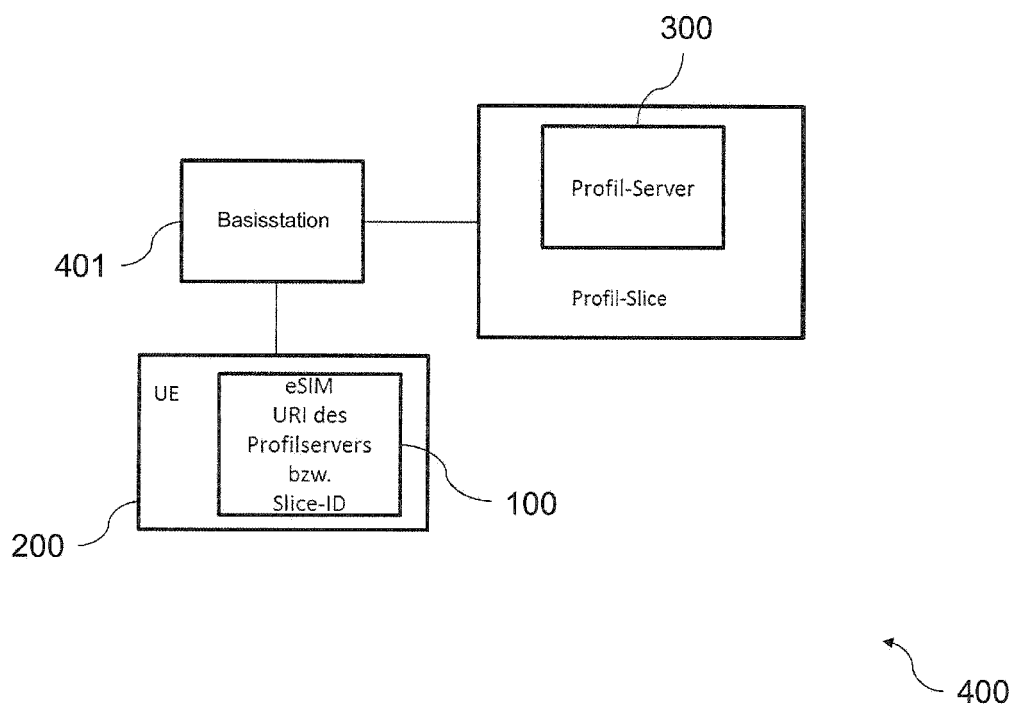 300
Profil-Server
Basisstation
401
Profil-Slice
UE
eSIM
URI des
Profilservers
bzw.
Slice-ID
100
200
400